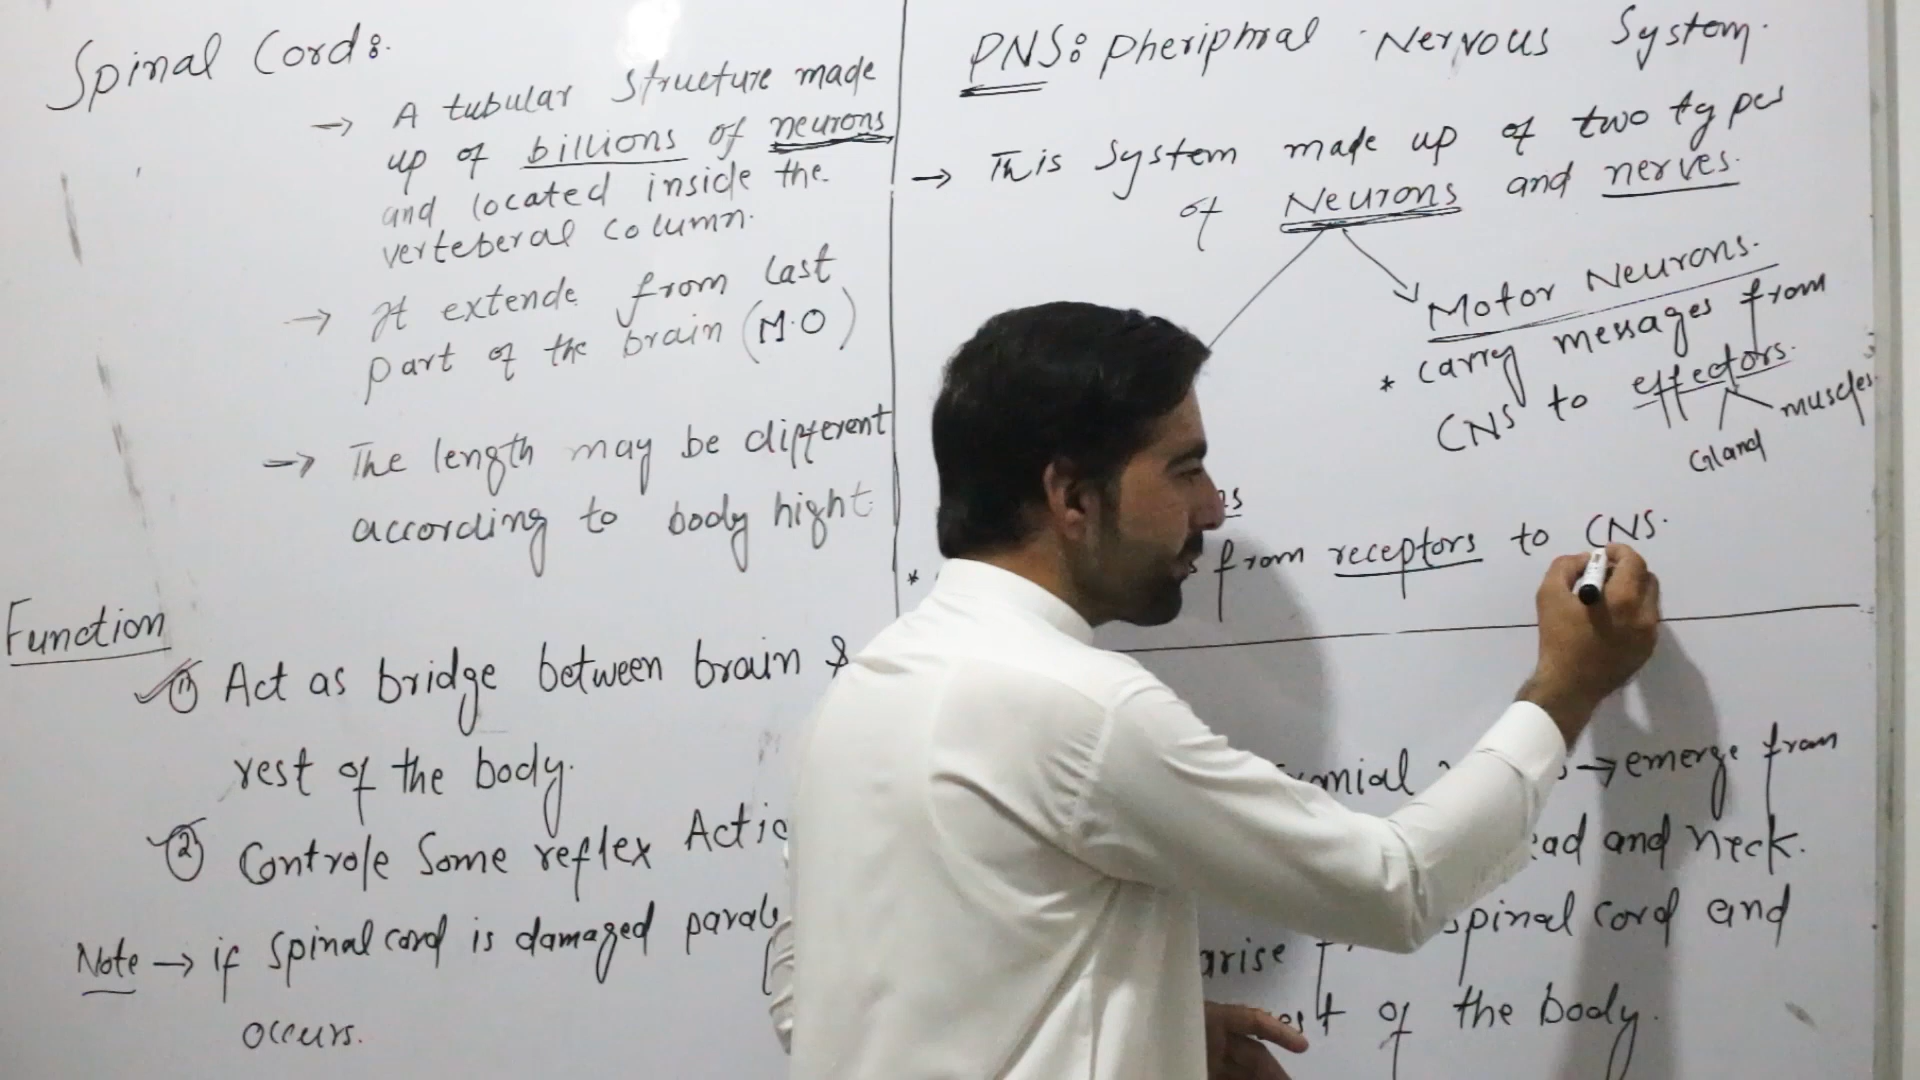 Spinal Cord:
→ A tubular structure made
up of billions of neurons
and located inside the
verteberal column.
→ It extende from last
part of the brain (M.O)
→ The length may be different
according to body hight
Function
(1) Act as bridge between brain &
rest of the body.
(2) Controle Some reflex Actio
Note → if spinal cord is damaged paraly
occurs.
PNS: Pheriphral Nervous System.
→ This System made up of two types
of Neurons and nerves.
Motor Neurons.
* carry messages from
CNS to effectors.
muscles
Gland
ns
* from receptors to CNS.
→ emerge from
ead and neck.
arise spinal cord and
of the body.